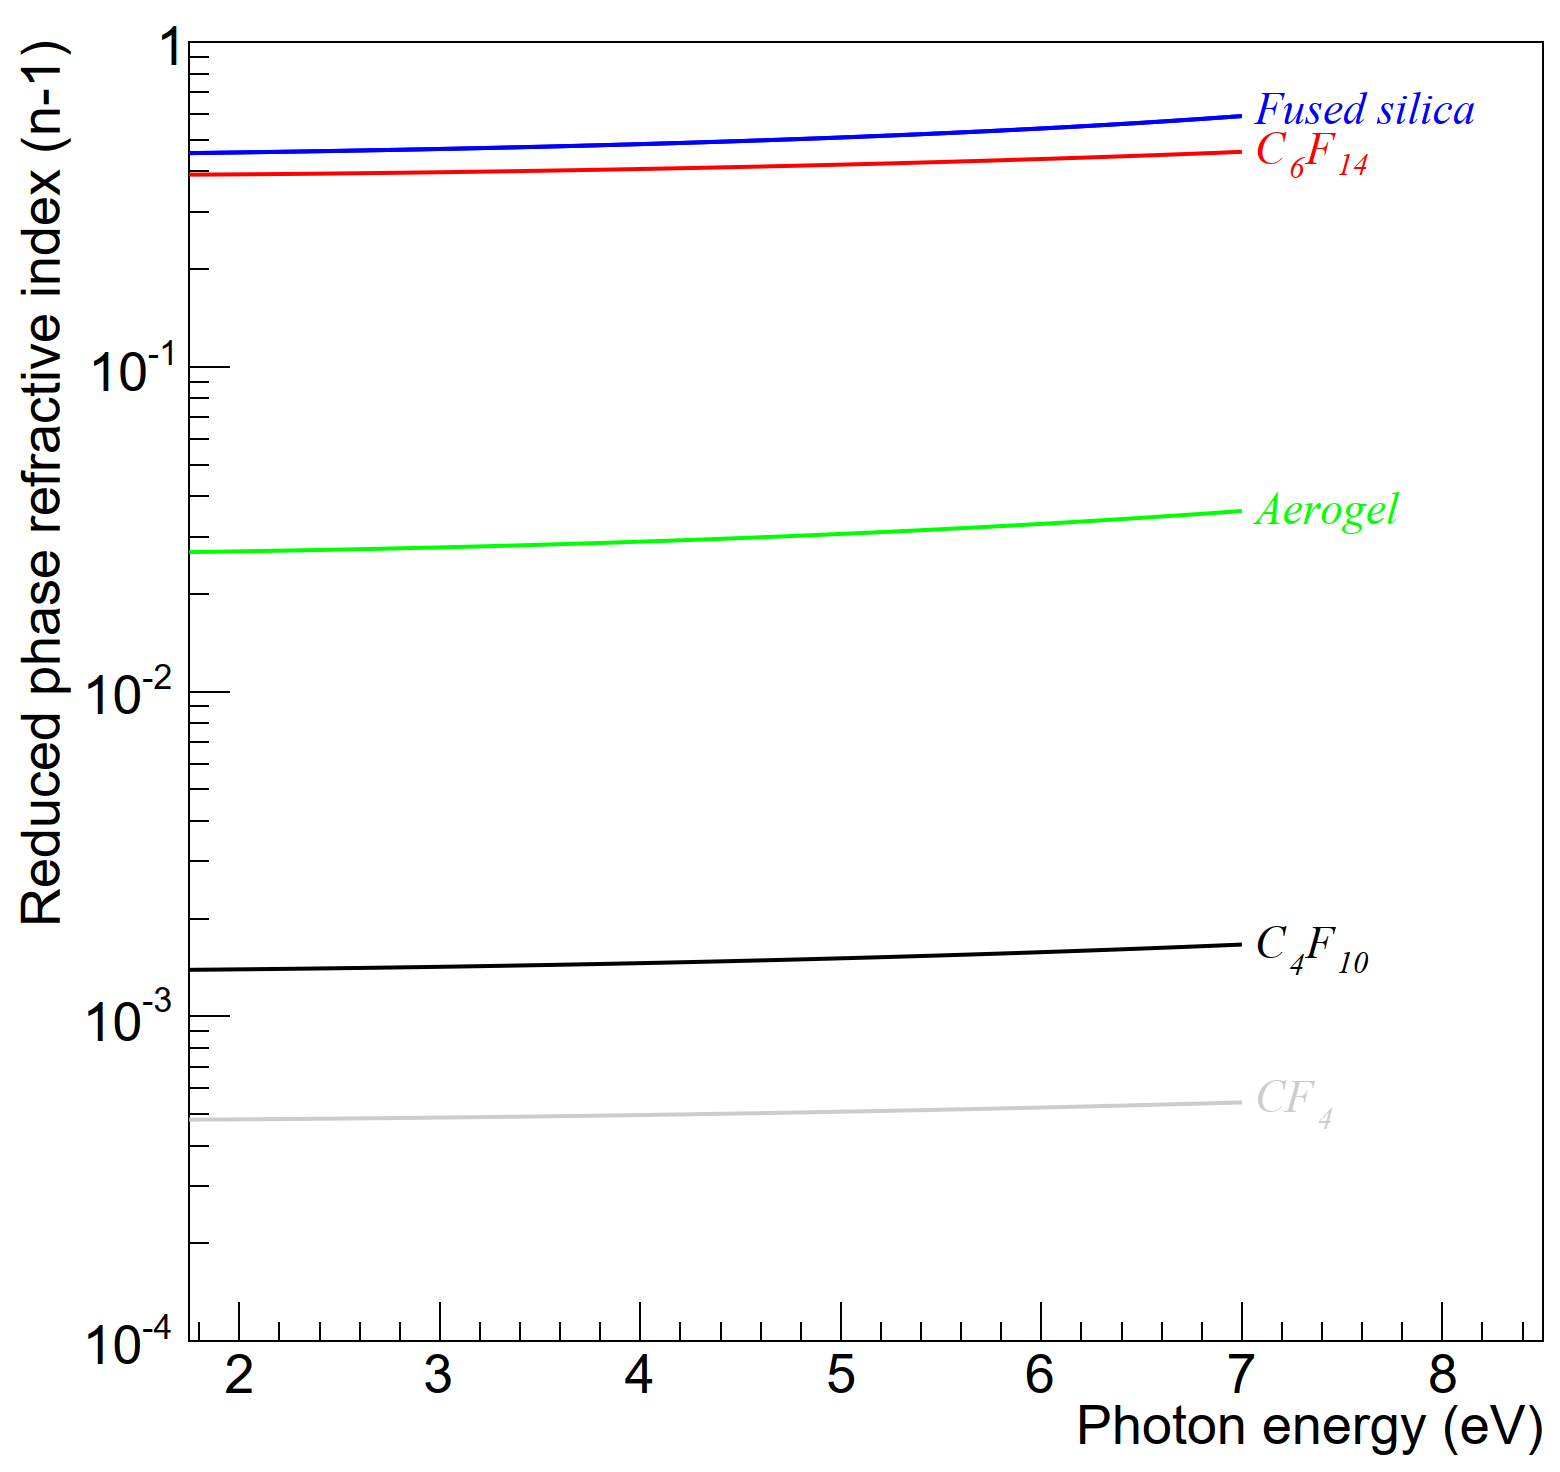 Reduced phase refractive index (n-1)
1
10-1
10-2
10-3
10-4
Fused silica
C6F14
Aerogel
C4F10
CF4
2 3 4 5 6 7 8
Photon energy (eV)